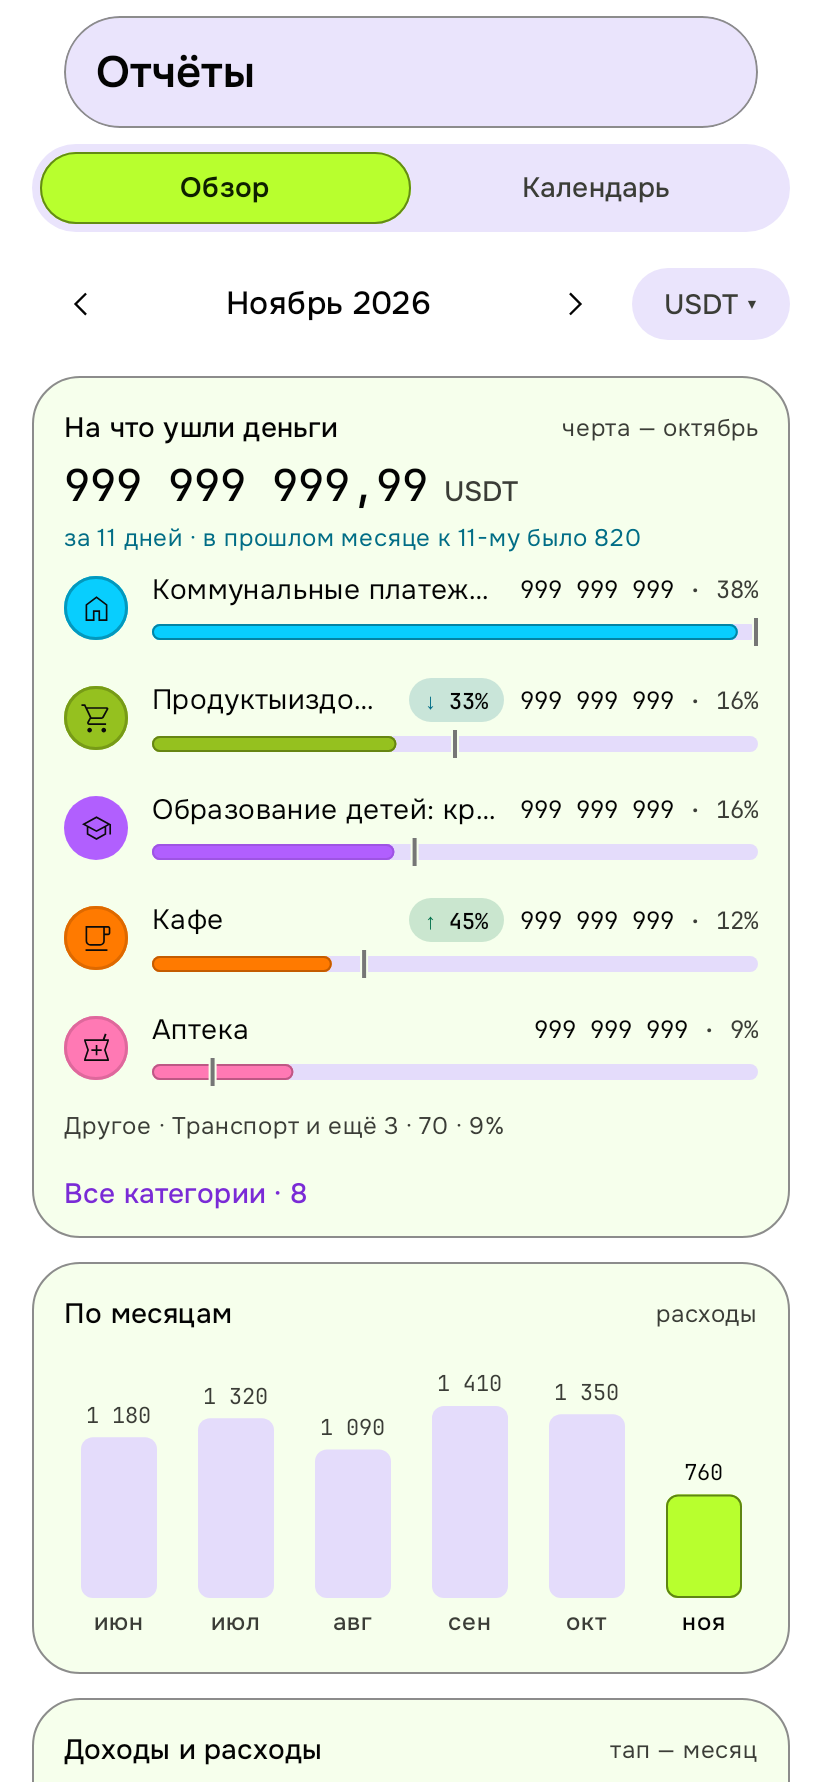 Отчёты
Обзор Календарь
Ноябрь 2026 USDT ▾
На что ушли деньги черта — октябрь
999 999 999,99 USDT
за 11 дней · в прошлом месяце к 11-му было 820
Коммунальные платеж... 999 999 999 · 38%
Продуктыиздо... ↓ 33% 999 999 999 · 16%
Образование детей: кр... 999 999 999 · 16%
Кафе ↑ 45% 999 999 999 · 12%
Аптека 999 999 999 · 9%
Другое · Транспорт и ещё 3 · 70 · 9%
Все категории · 8
По месяцам расходы
1 180 1 320 1 090 1 410 1 350 760
июн июл авг сен окт ноя
Доходы и расходы тап — месяц